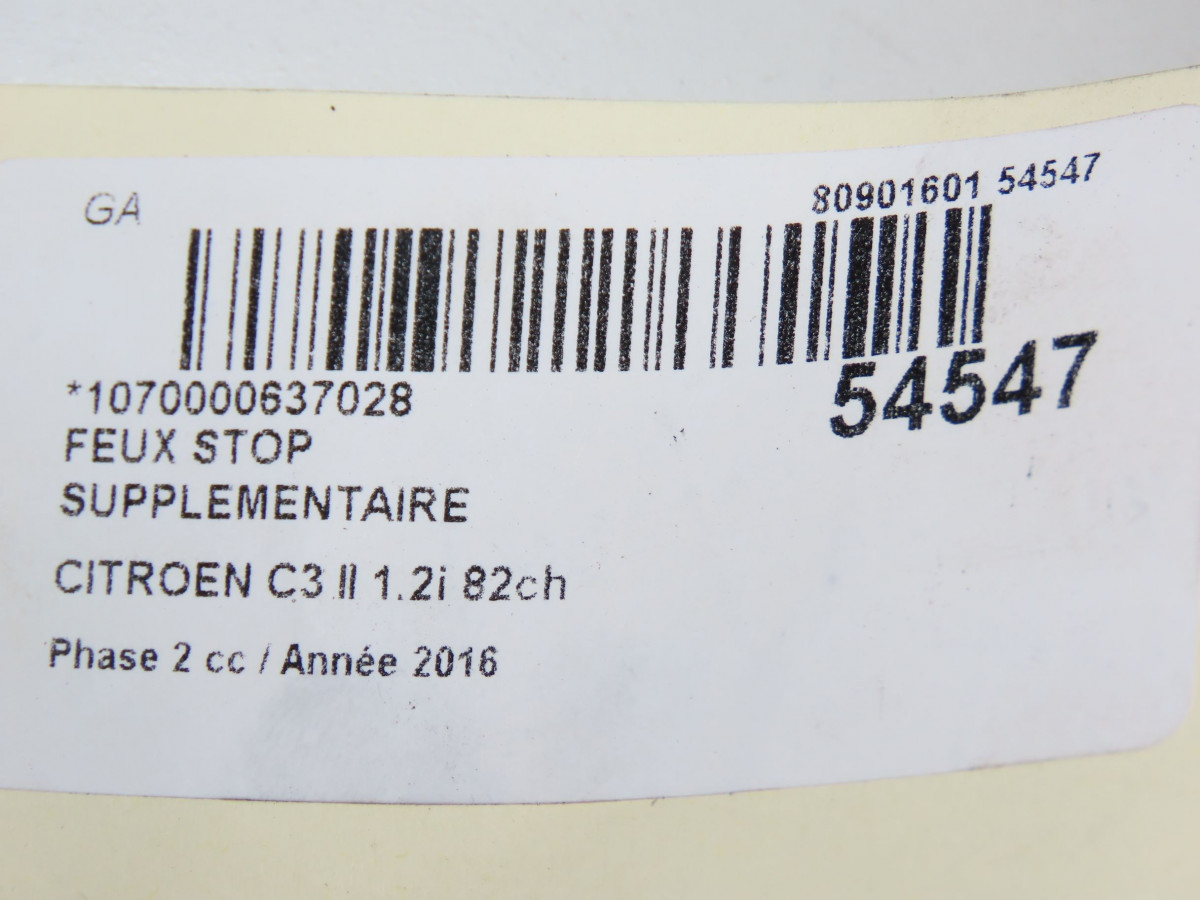 GA
80901601 54547
54547
*1070000637028
FEUX STOP
SUPPLEMENTAIRE
CITROEN C3 II 1.2i 82ch
Phase 2 cc / Année 2016